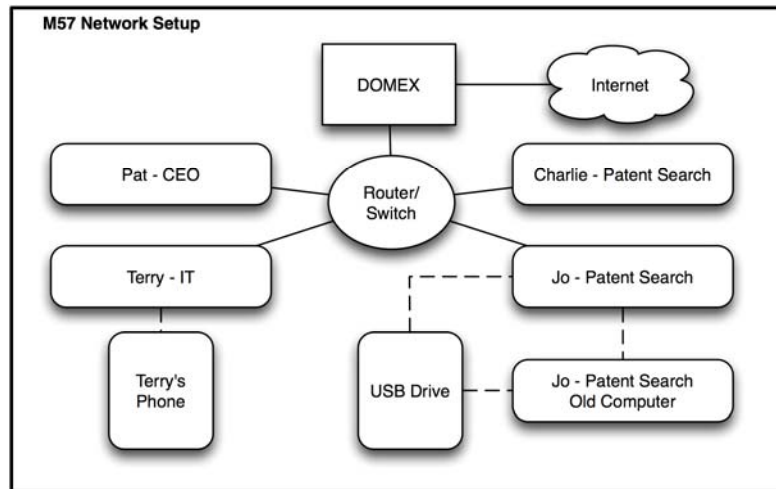 M57 Network Setup
DOMEX
Internet
Pat - CEO
Router/
Switch
Charlie - Patent Search
Terry - IT
Jo - Patent Search
Terry's
Phone
USB Drive
Jo - Patent Search
Old Computer